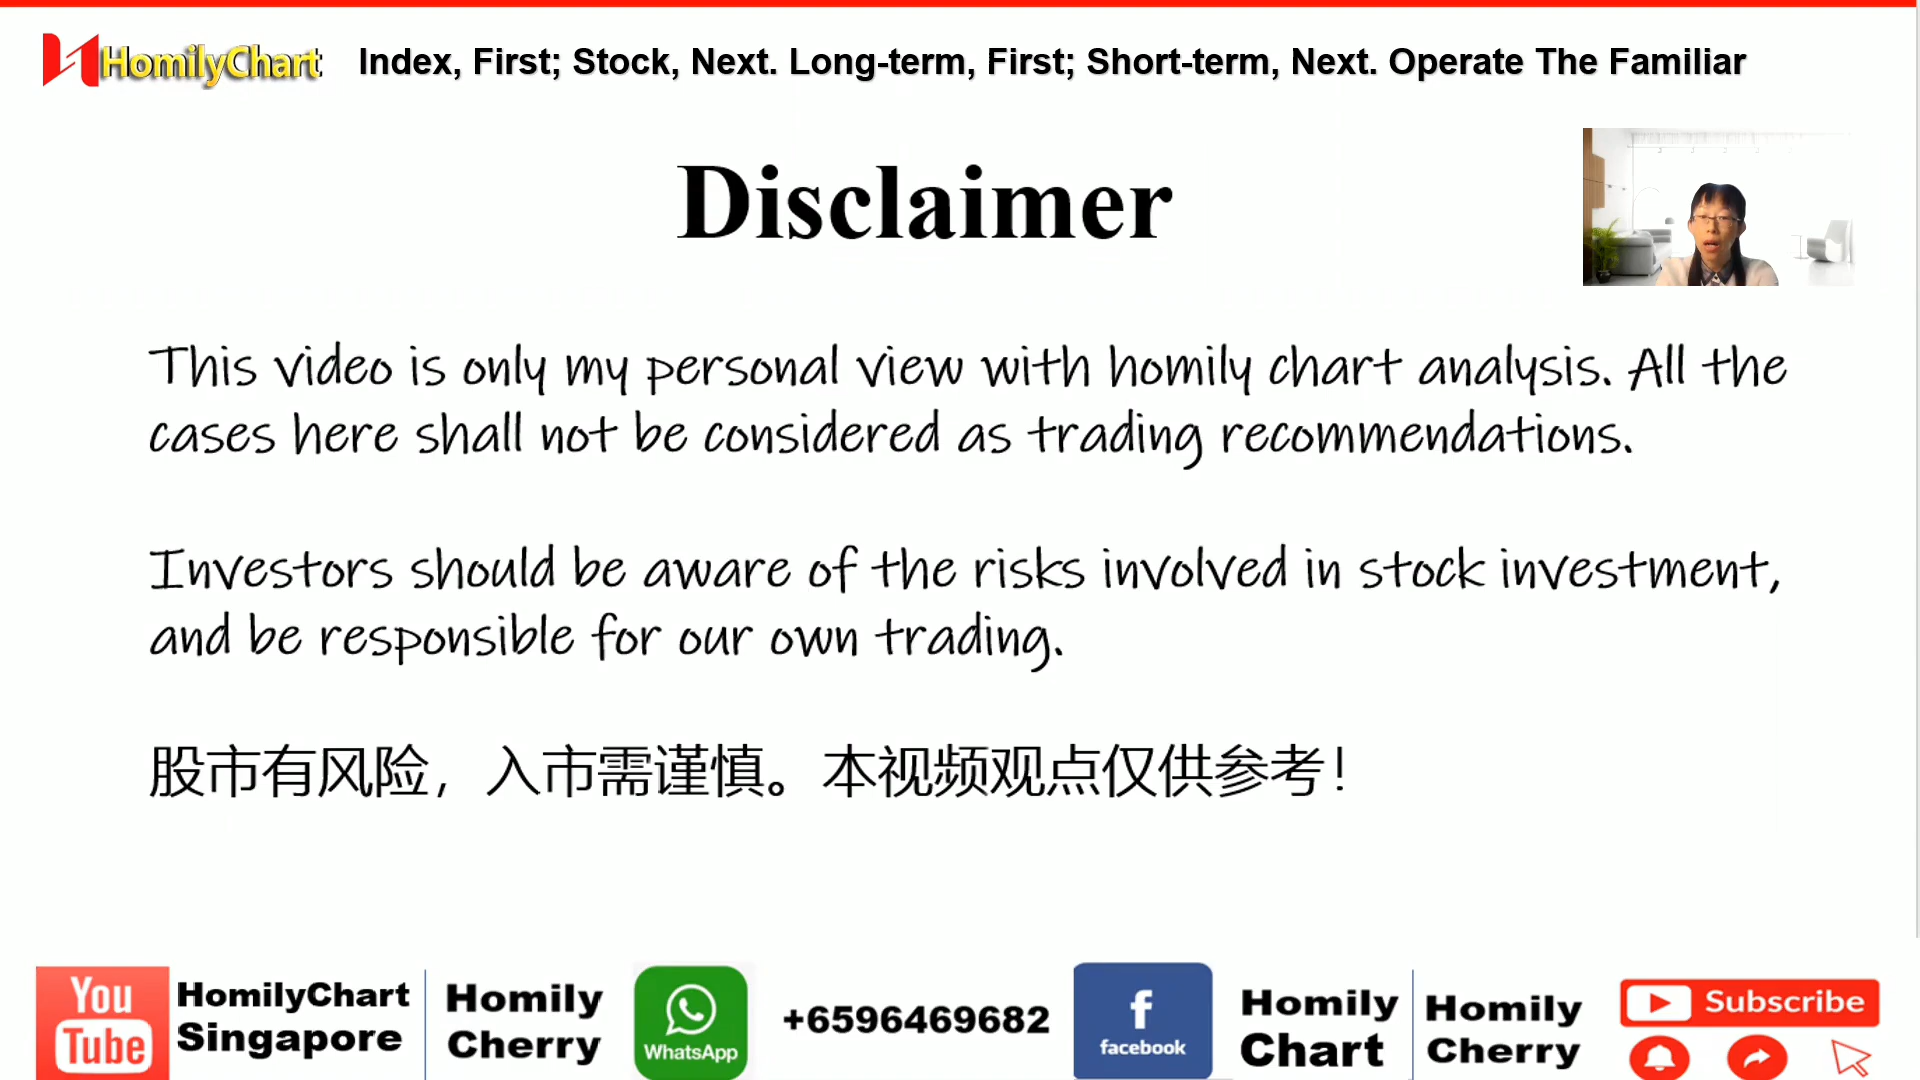 HomilyChart Index, First; Stock, Next. Long-term, First; Short-term, Next. Operate The Familiar
Disclaimer
This video is only my personal view with homily chart analysis. All the
cases here shall not be considered as trading recommendations.
Investors should be aware of the risks involved in stock investment,
and be responsible for our own trading.
股市有风险，入市需谨慎。本视频观点仅供参考！
You
Tube
HomilyChart
Singapore
Homily
Cherry
WhatsApp
+6596469682
facebook
Homily
Chart
Homily
Cherry
Subscribe